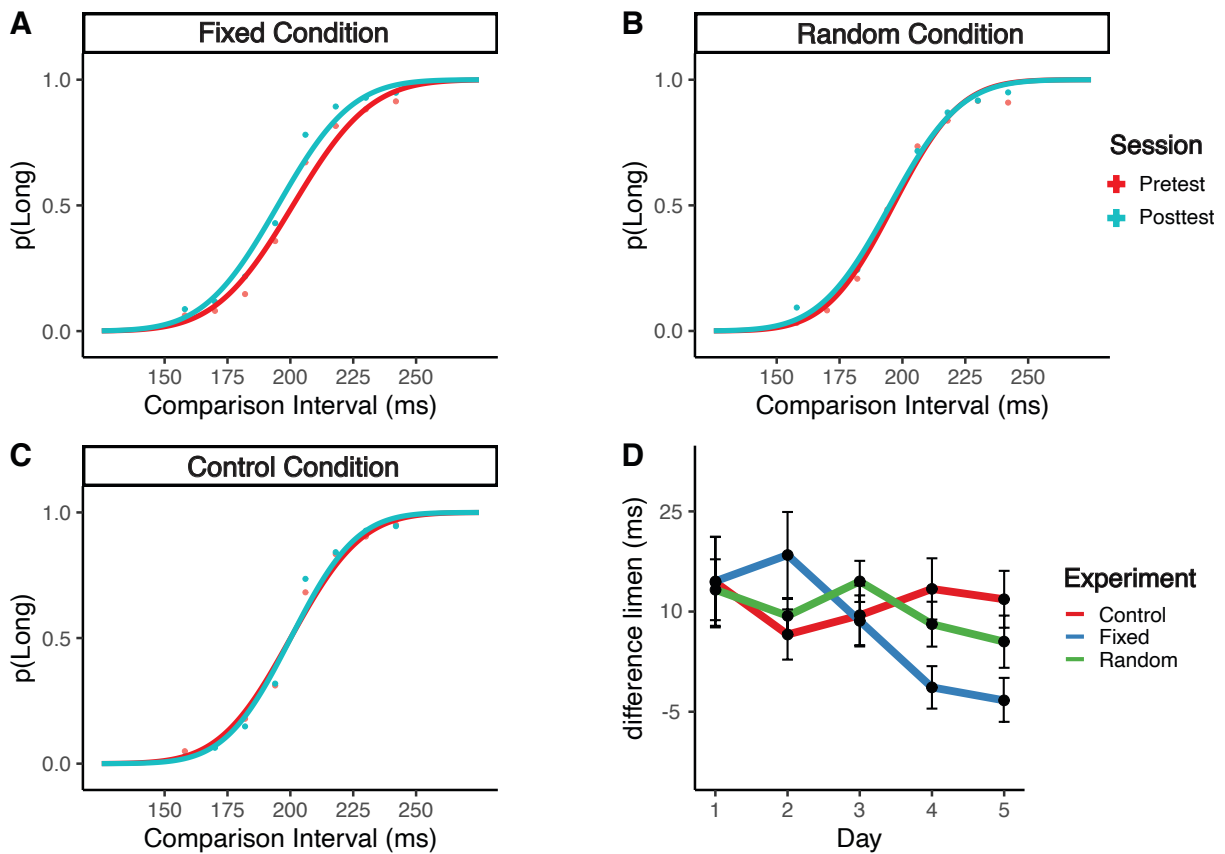 A
Fixed Condition
1.0
0.5
0.0
p(Long)
150 175 200 225 250
Comparison Interval (ms)
B
Random Condition
1.0
0.5
0.0
p(Long)
150 175 200 225 250
Comparison Interval (ms)
Session
Pretest
Posttest
C
Control Condition
1.0
0.5
0.0
p(Long)
150 175 200 225 250
Comparison Interval (ms)
D
25
10
-5
difference limen (ms)
1 2 3 4 5
Day
Experiment
Control
Fixed
Random